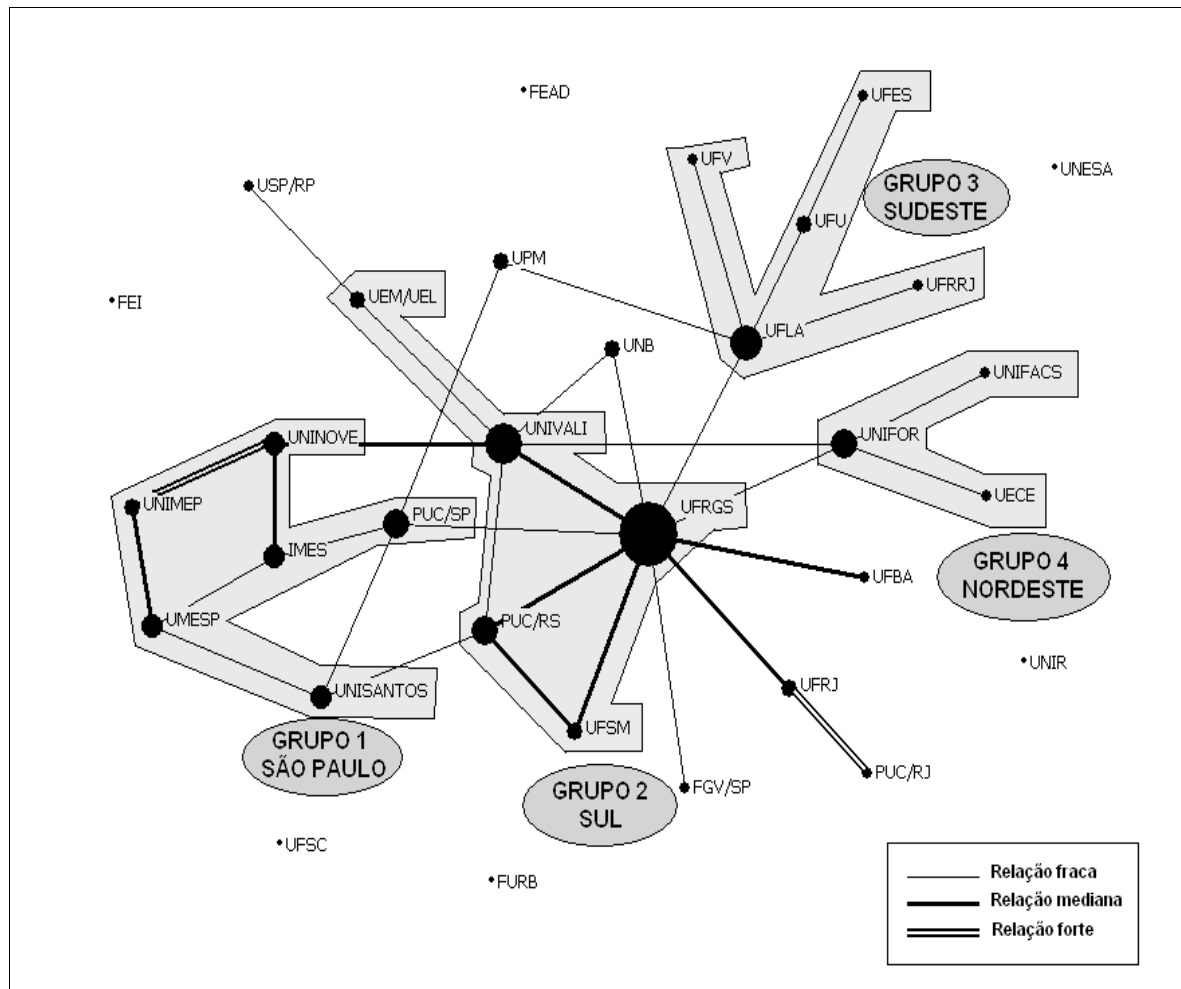 FEAD
UFES
UFV
UNESA
USP/RP
GRUPO 3
SUDESTE
UFU
UPM
UFRRJ
FEI
UEM/UEL
UFLA
UNB
UNIFACS
UNINOVE
UNIVALI
UNIFOR
UFRGS
UECE
UNIMEP
PUC/SP
IMES
GRUPO 4
NORDESTE
UFBA
UMESP
PUC/RS
UNIR
UNISANTOS
UFRJ
UFSM
GRUPO 1
SÃO PAULO
PUC/RJ
GRUPO 2
SUL
FGV/SP
UFSC
FURB
Relação fraca
Relação mediana
Relação forte